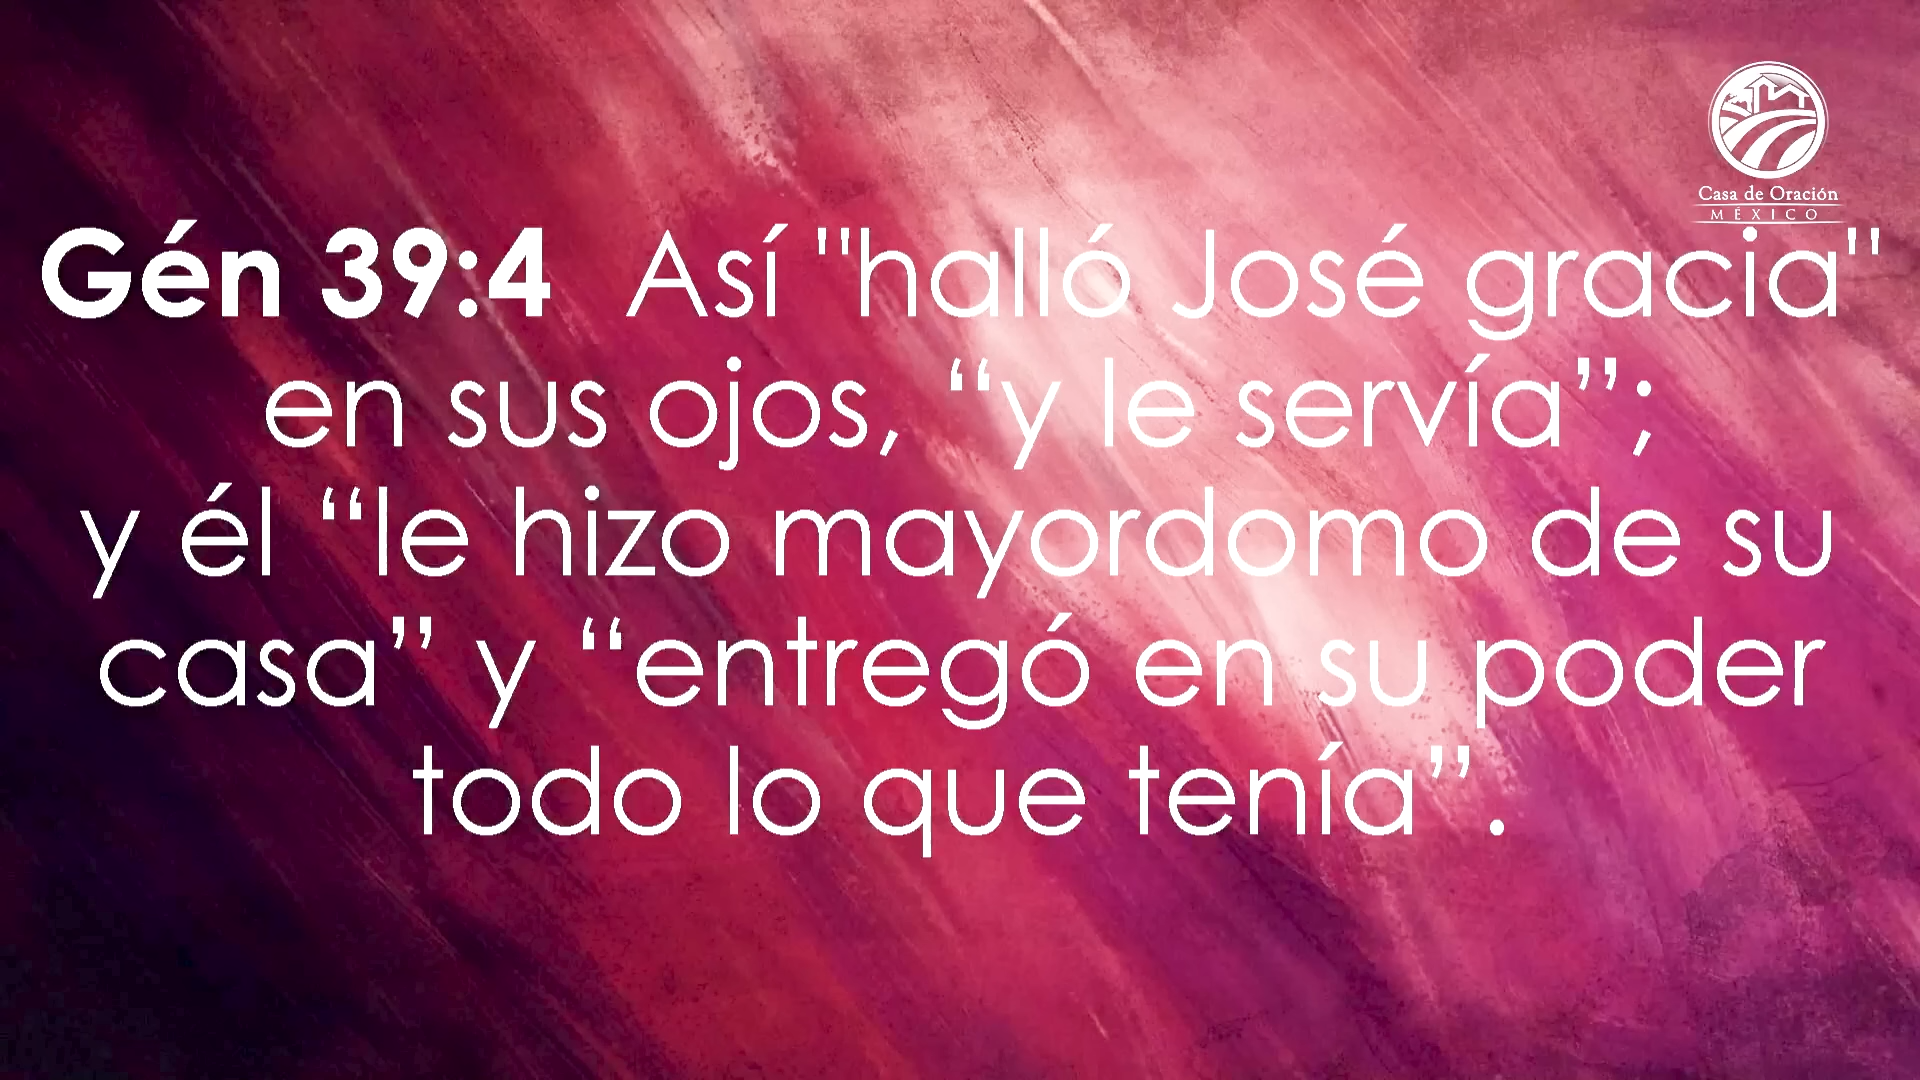 Casa de Oración
MÉXICO
Gén 39:4  Así "halló José gracia"
en sus ojos, “y le servía”;
y él “le hizo mayordomo de su
casa” y “entregó en su poder
todo lo que tenía”.